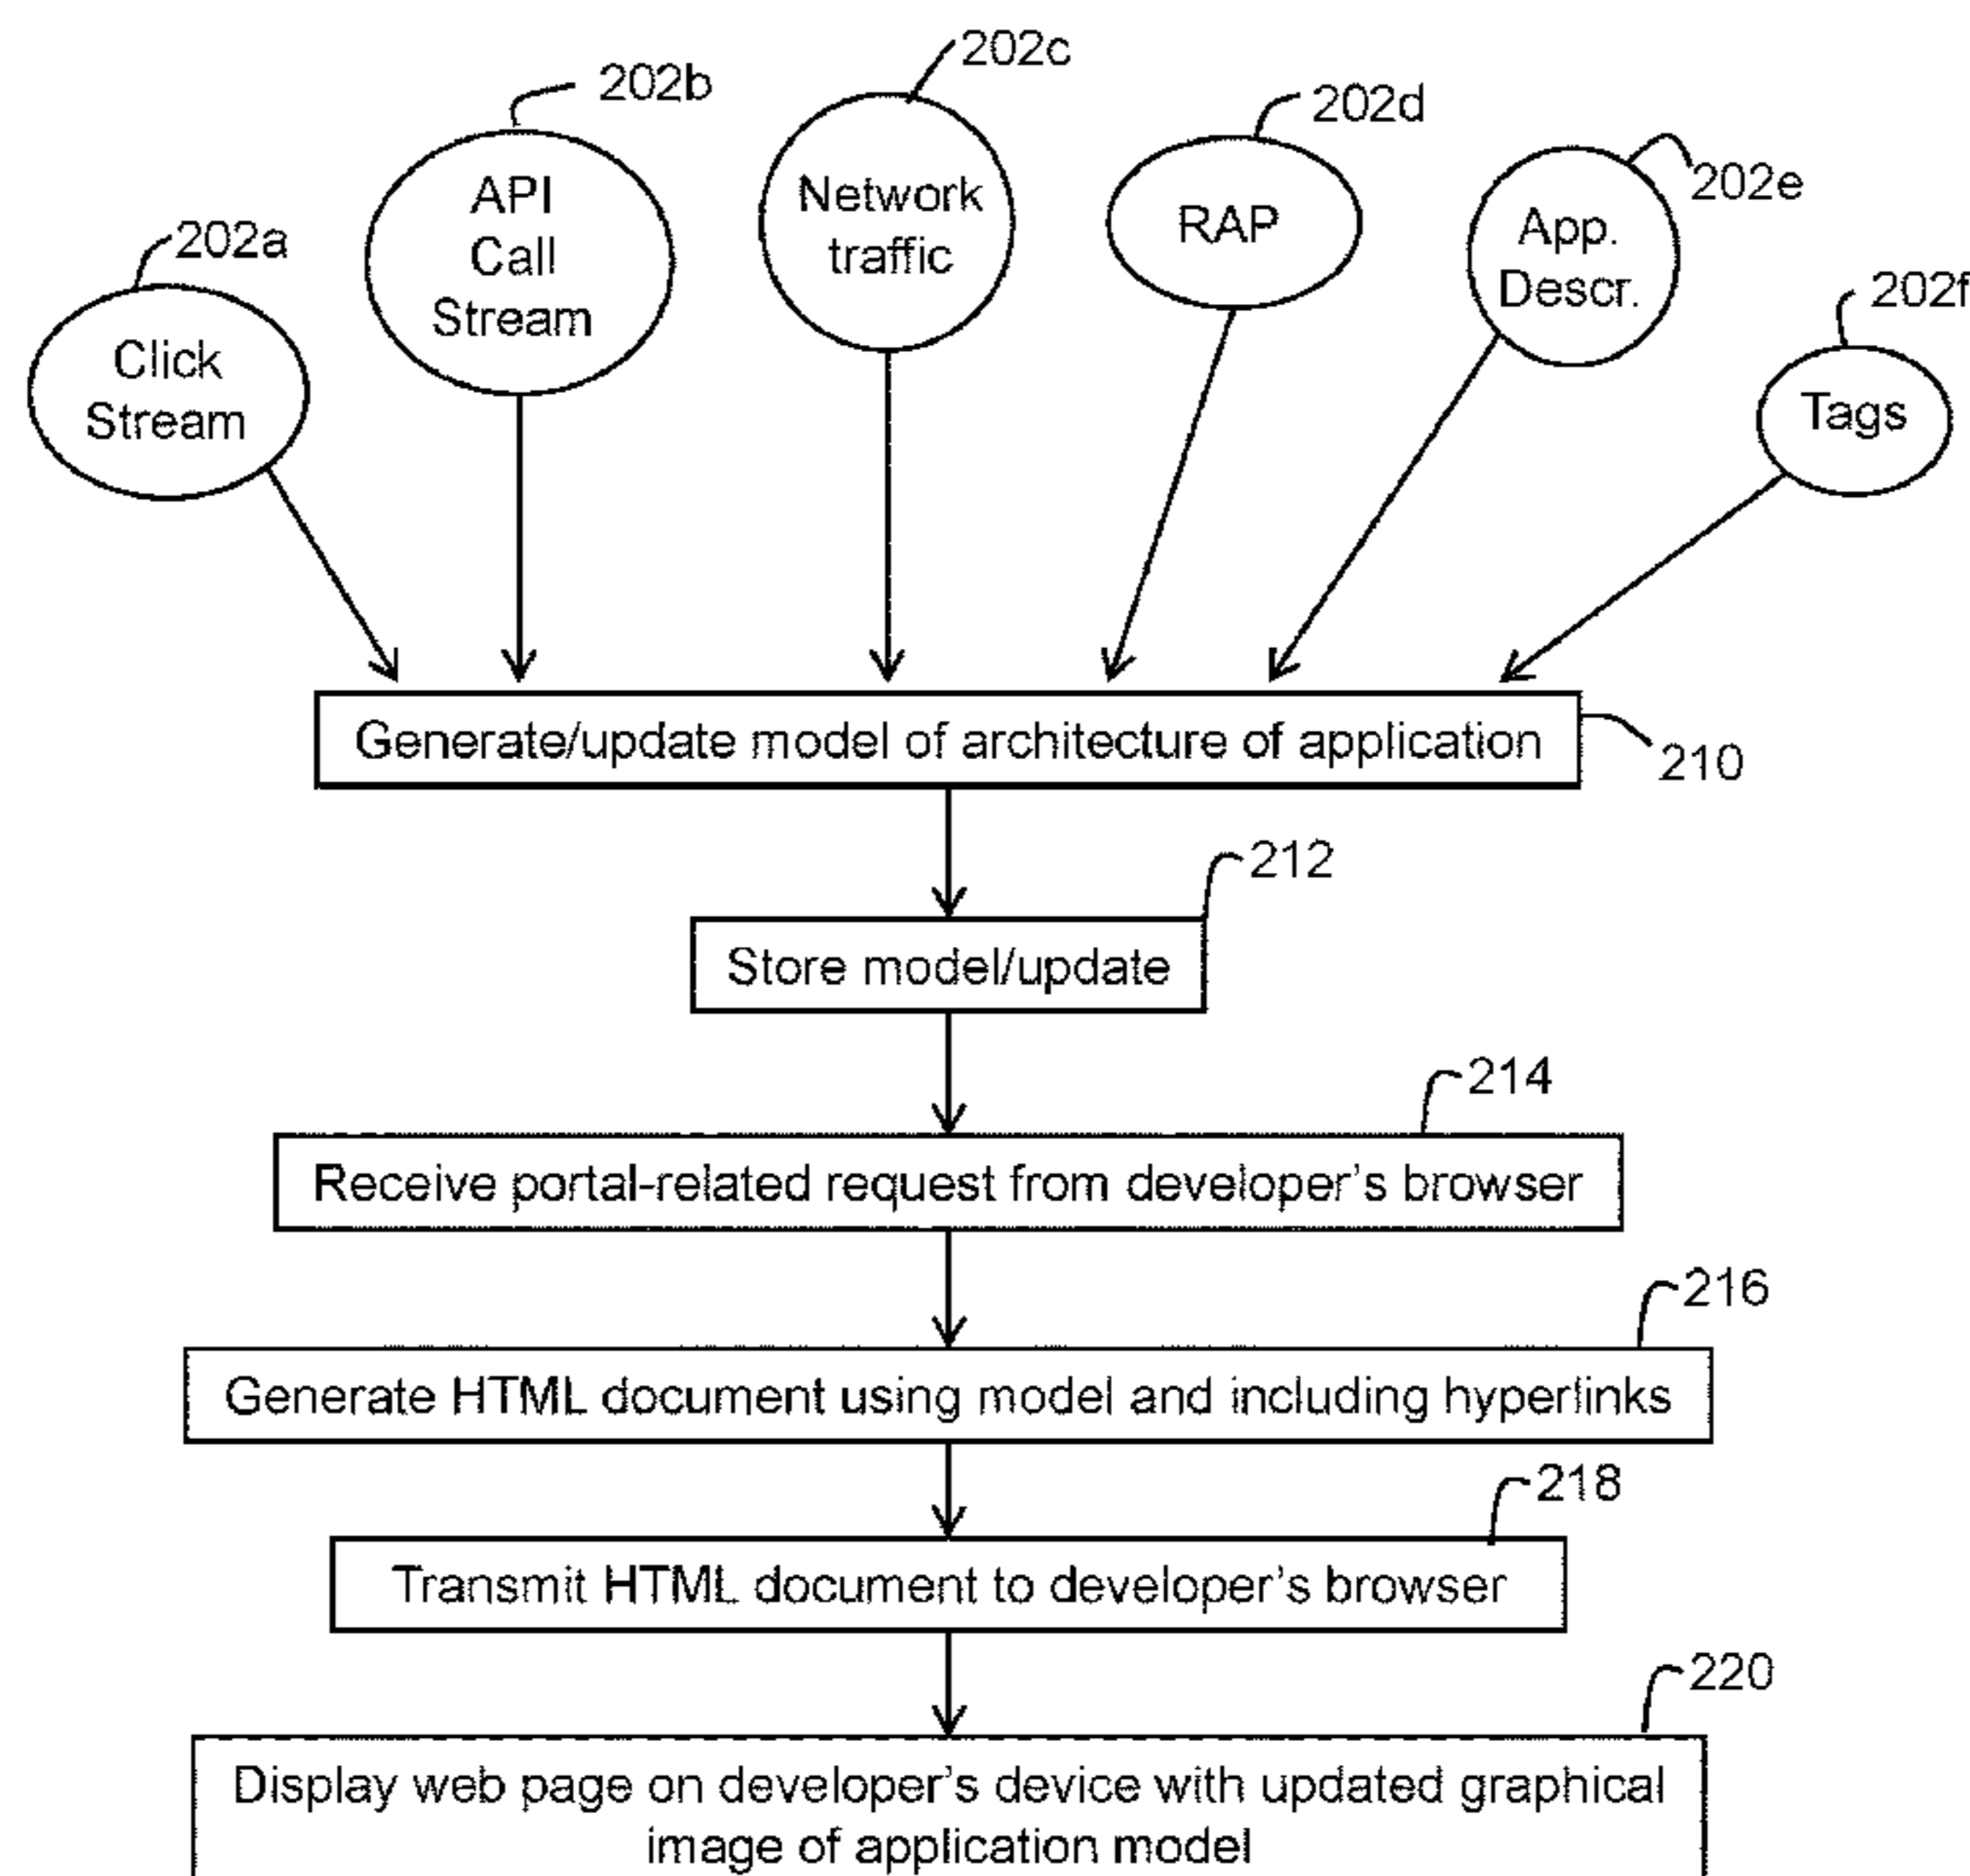 202c
202b
202d
202e
202a
202f
API
Call
Stream
Network
traffic
RAP
App.
Descr.
Click
Stream
Tags
Generate/update model of architecture of application
210
212
Store model/update
214
Receive portal-related request from developer's browser
216
Generate HTML document using model and including hyperlinks
218
Transmit HTML document to developer's browser
220
Display web page on developer's device with updated graphical
image of application model